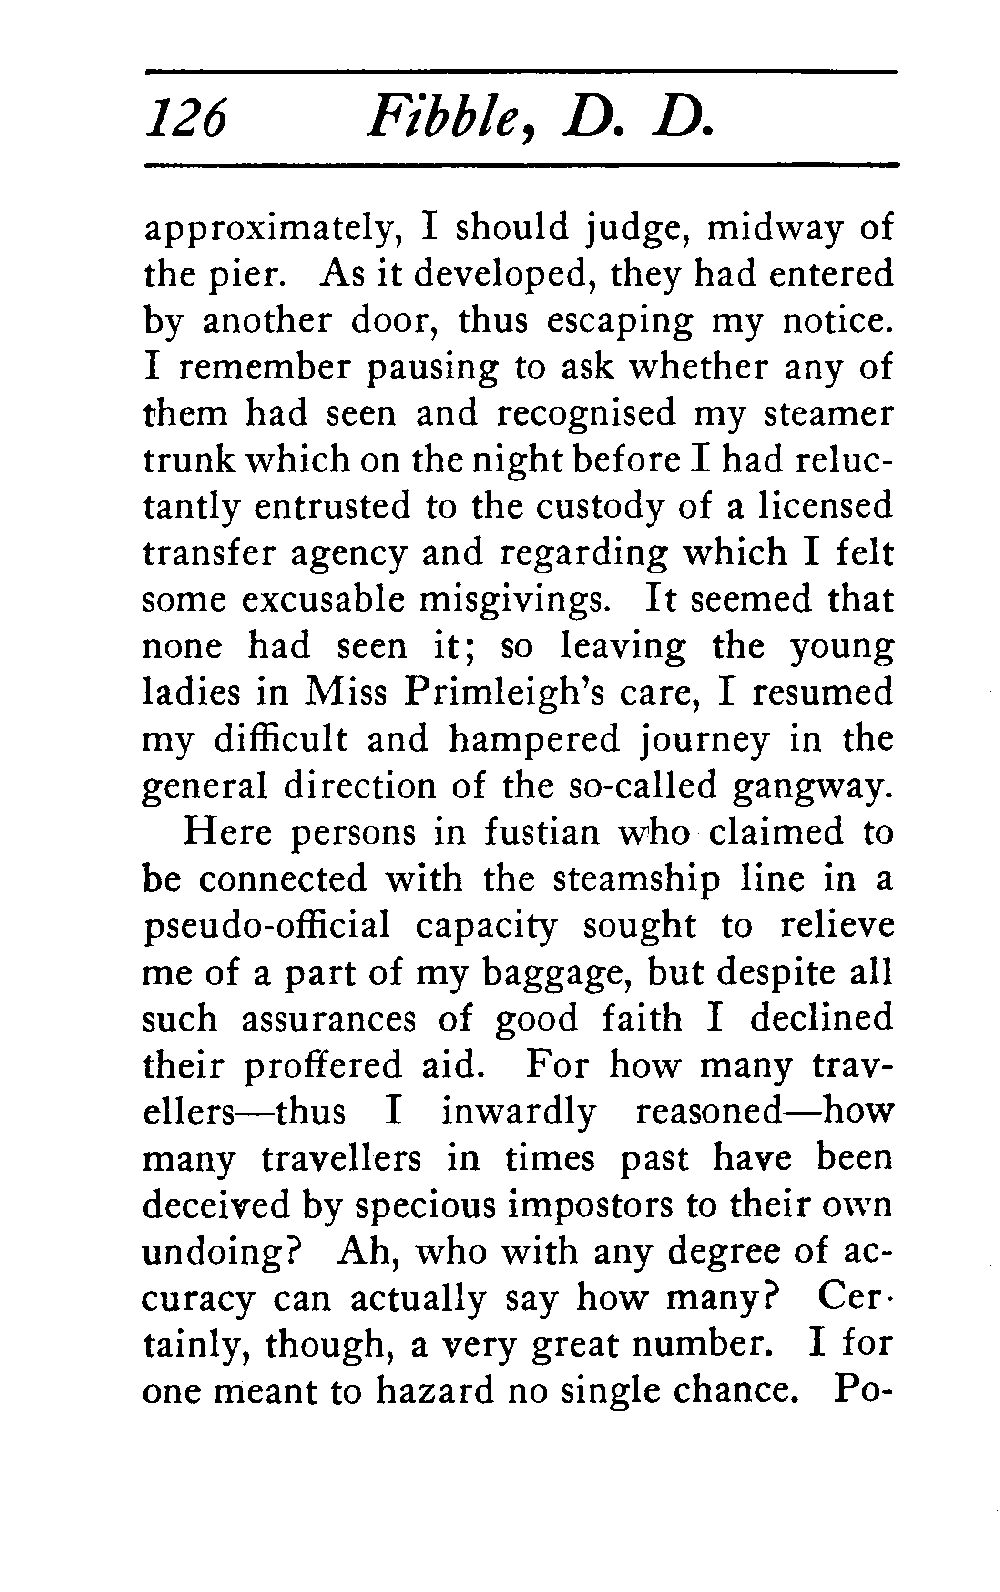 126 Fibble, D. D.
approximately, I should judge, midway of
the pier. As it developed, they had entered
by another door, thus escaping my notice.
I remember pausing to ask whether any of
them had seen and recognised my steamer
trunk which on the night before I had reluc-
tantly entrusted to the custody of a licensed
transfer agency and regarding which I felt
some excusable misgivings. It seemed that
none had seen it; so leaving the young
ladies in Miss Primleigh's care, I resumed
my difficult and hampered journey in the
general direction of the so-called gangway.
Here persons in fustian who claimed to
be connected with the steamship line in a
pseudo-official capacity sought to relieve
me of a part of my baggage, but despite all
such assurances of good faith I declined
their proffered aid. For how many trav-
ellers—thus I inwardly reasoned—how
many travellers in times past have been
deceived by specious impostors to their own
undoing? Ah, who with any degree of ac-
curacy can actually say how many? Cer-
tainly, though, a very great number. I for
one meant to hazard no single chance. Po-